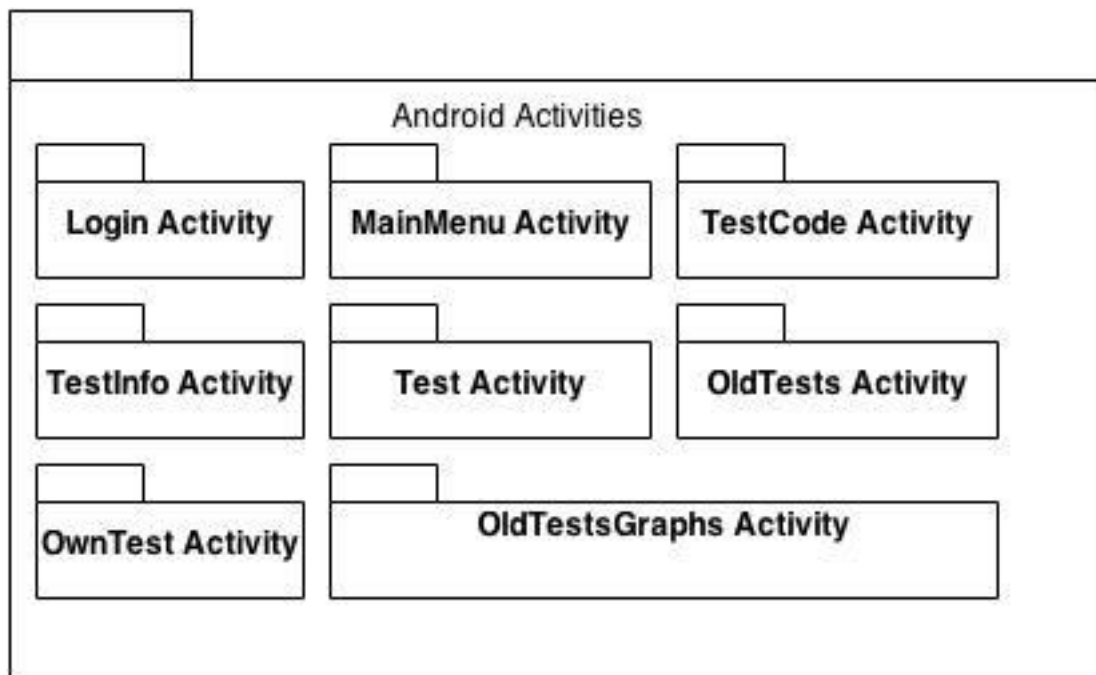 Android Activities
Login Activity
MainMenu Activity
TestCode Activity
TestInfo Activity
Test Activity
OldTests Activity
OwnTest Activity
OldTestsGraphs Activity